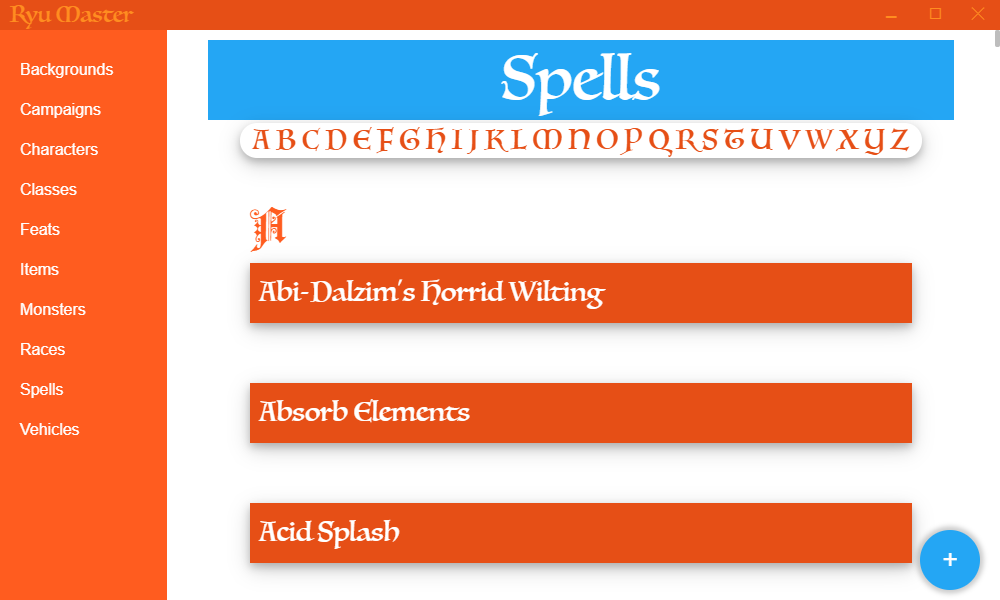 Ryu Master
Backgrounds
Campaigns
Characters
Classes
Feats
Items
Monsters
Races
Spells
Vehicles
Spells
A B C D E F G H I J K L M N O P Q R S T U V W X Y Z
A
Abi-Dalzim's Horrid Wilting
Absorb Elements
Acid Splash
+